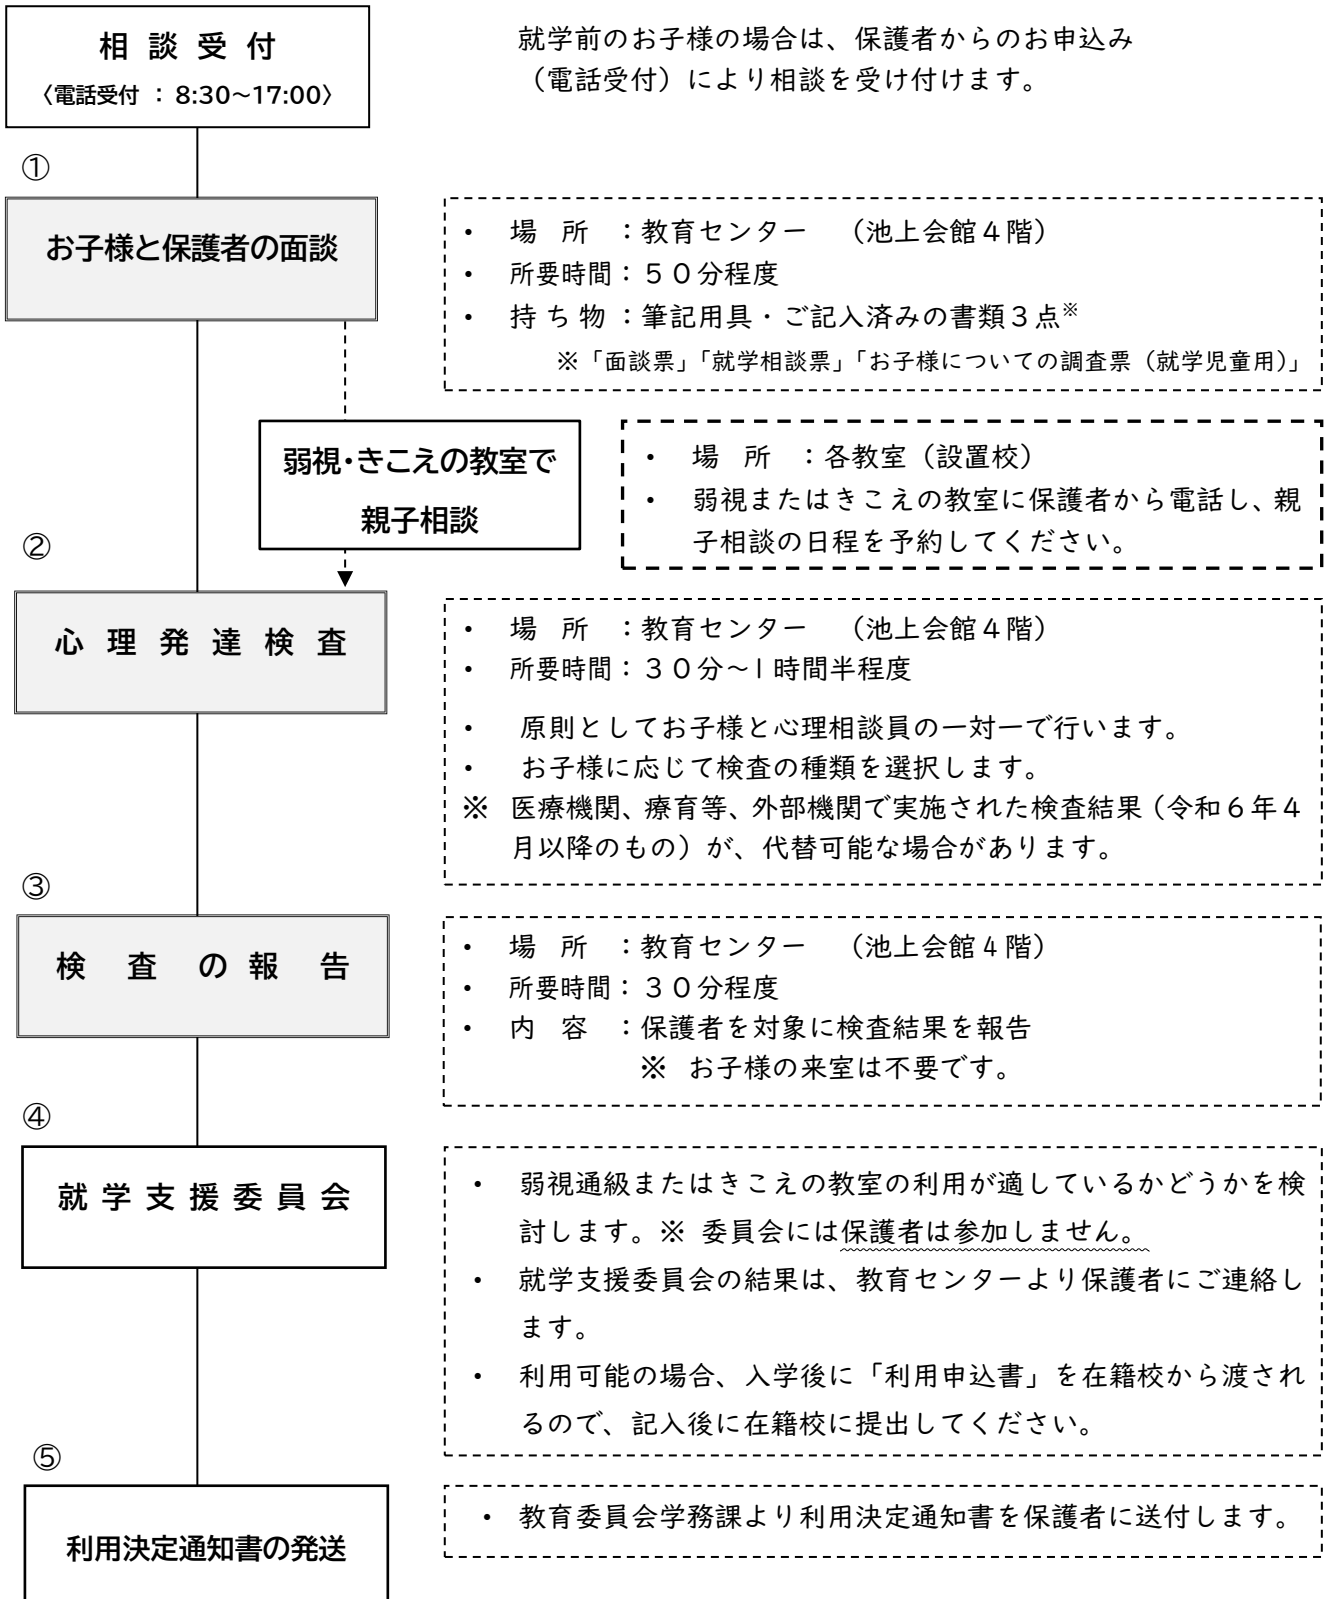 相談受付
〈電話受付 : 8:30~17:00〉
就学前のお子様の場合は、保護者からのお申込み
（電話受付）により相談を受け付けます。
①
お子様と保護者の面談
・ 場 所 ：教育センター （池上会館４階）
・ 所要時間：５０分程度
・ 持ち物：筆記用具・ご記入済みの書類３点※
※「面談票」「就学相談票」「お子様についての調査票（就学児童用）」
弱視・きこえの教室で
親子相談
・ 場 所 ：各教室（設置校）
・ 弱視またはきこえの教室に保護者から電話し、親
子相談の日程を予約してください。
②
心理発達検査
・ 場 所 ：教育センター （池上会館４階）
・ 所要時間：３０分～１時間半程度
・ 原則としてお子様と心理相談員の一対一で行います。
・ お子様に応じて検査の種類を選択します。
※ 医療機関、療育等、外部機関で実施された検査結果（令和６年４
月以降のもの）が、代替可能な場合があります。
③
検査の報告
・ 場 所 ：教育センター （池上会館４階）
・ 所要時間：３０分程度
・ 内 容 ：保護者を対象に検査結果を報告
※ お子様の来室は不要です。
④
就学支援委員会
・ 弱視通級またはきこえの教室の利用が適しているかどうかを検
討します。※ 委員会には保護者は参加しません。
・ 就学支援委員会の結果は、教育センターより保護者にご連絡し
ます。
・ 利用可能の場合、入学後に「利用申込書」を在籍校から渡され
るので、記入後に在籍校に提出してください。
⑤
利用決定通知書の発送
・ 教育委員会学務課より利用決定通知書を保護者に送付します。